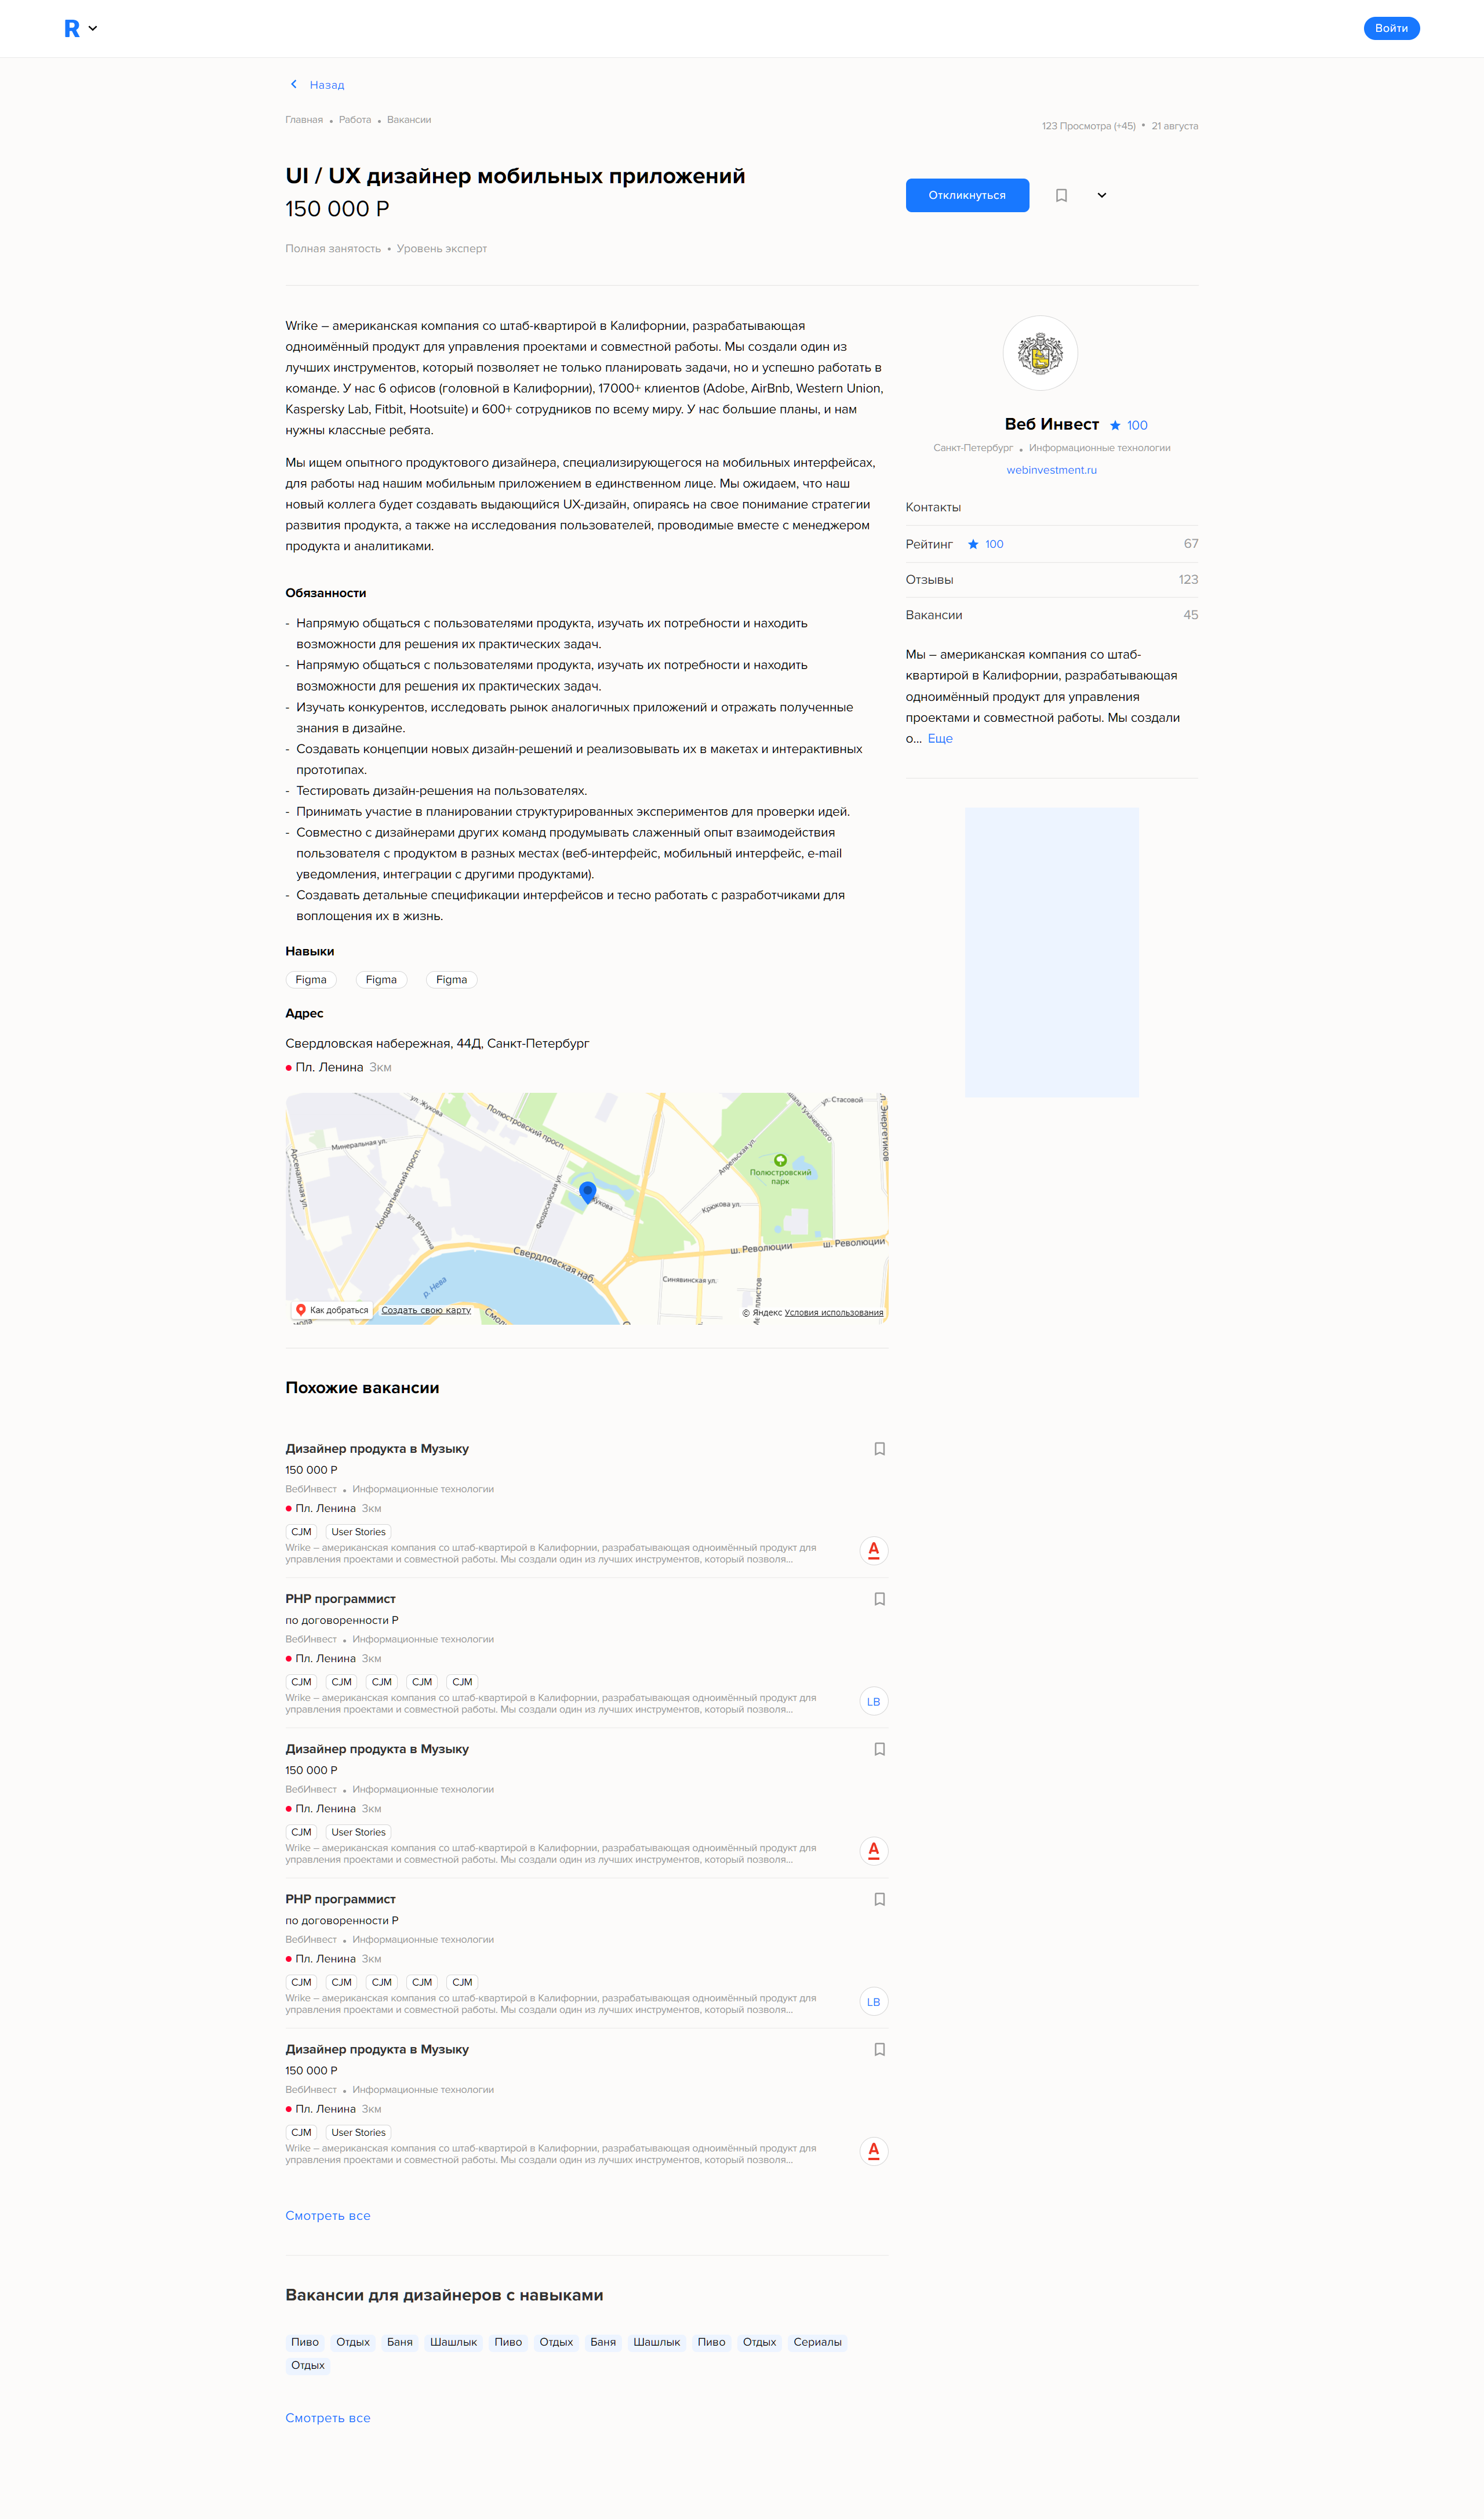 R
Войти
Назад
Главная • Работа • Вакансии
123 Просмотра (+45) • 21 августа
UI / UX дизайнер мобильных приложений
150 000 Р
Откликнуться
Полная занятость • Уровень эксперт
Wrike – американская компания со штаб-квартирой в Калифорнии, разрабатывающая
одноимённый продукт для управления проектами и совместной работы. Мы создали один из
лучших инструментов, который позволяет не только планировать задачи, но и успешно работать в
команде. У нас 6 офисов (головной в Калифорнии), 17000+ клиентов (Adobe, AirBnb, Western Union,
Kaspersky Lab, Fitbit, Hootsuite) и 600+ сотрудников по всему миру. У нас большие планы, и нам
нужны классные ребята.
Мы ищем опытного продуктового дизайнера, специализирующегося на мобильных интерфейсах,
для работы над нашим мобильным приложением в единственном лице. Мы ожидаем, что наш
новый коллега будет создавать выдающийся UX-дизайн, опираясь на свое понимание стратегии
развития продукта, а также на исследования пользователей, проводимые вместе с менеджером
продукта и аналитиками.
Обязанности
- Напрямую общаться с пользователями продукта, изучать их потребности и находить
возможности для решения их практических задач.
- Напрямую общаться с пользователями продукта, изучать их потребности и находить
возможности для решения их практических задач.
- Изучать конкурентов, исследовать рынок аналогичных приложений и отражать полученные
знания в дизайне.
- Создавать концепции новых дизайн-решений и реализовывать их в макетах и интерактивных
прототипах.
- Тестировать дизайн-решения на пользователях.
- Принимать участие в планировании структурированных экспериментов для проверки идей.
- Совместно с дизайнерами других команд продумывать слаженный опыт взаимодействия
пользователя с продуктом в разных местах (веб-интерфейс, мобильный интерфейс, e-mail
уведомления, интеграции с другими продуктами).
- Создавать детальные спецификации интерфейсов и тесно работать с разработчиками для
воплощения их в жизнь.
Навыки
Figma Figma Figma
Адрес
Свердловская набережная, 44Д, Санкт-Петербург
Пл. Ленина 3км
Веб Инвест 100
Санкт-Петербург • Информационные технологии
webinvestment.ru
Контакты
Рейтинг 100 67
Отзывы 123
Вакансии 45
Мы – американская компания со штаб-
квартирой в Калифорнии, разрабатывающая
одноимённый продукт для управления
проектами и совместной работы. Мы создали
о... Еще
ул. Жукова
Полюстровский просп.
ул. Стасовой
Минеральная ул.
Арсенальная ул.
Кондратьевский просп.
ул. Ватутина
Феодосийская ул.
Апрельская ул.
Полюстровский
парк
Крюкова ул.
Свердловская наб.
ш. Революции
ш. Революции
Синявинская ул.
р. Нева
Как добраться
Создать свою карту
© Яндекс Условия использования
Похожие вакансии
Дизайнер продукта в Музыку
150 000 Р
ВебИнвест • Информационные технологии
Пл. Ленина 3км
CJM User Stories
Wrike – американская компания со штаб-квартирой в Калифорнии, разрабатывающая одноимённый продукт для
управления проектами и совместной работы. Мы создали один из лучших инструментов, который позволя...
А
PHP программист
по договоренности Р
ВебИнвест • Информационные технологии
Пл. Ленина 3км
CJM CJM CJM CJM CJM
Wrike – американская компания со штаб-квартирой в Калифорнии, разрабатывающая одноимённый продукт для
управления проектами и совместной работы. Мы создали один из лучших инструментов, который позволя...
LB
Дизайнер продукта в Музыку
150 000 Р
ВебИнвест • Информационные технологии
Пл. Ленина 3км
CJM User Stories
Wrike – американская компания со штаб-квартирой в Калифорнии, разрабатывающая одноимённый продукт для
управления проектами и совместной работы. Мы создали один из лучших инструментов, который позволя...
А
PHP программист
по договоренности Р
ВебИнвест • Информационные технологии
Пл. Ленина 3км
CJM CJM CJM CJM CJM
Wrike – американская компания со штаб-квартирой в Калифорнии, разрабатывающая одноимённый продукт для
управления проектами и совместной работы. Мы создали один из лучших инструментов, который позволя...
LB
Дизайнер продукта в Музыку
150 000 Р
ВебИнвест • Информационные технологии
Пл. Ленина 3км
CJM User Stories
Wrike – американская компания со штаб-квартирой в Калифорнии, разрабатывающая одноимённый продукт для
управления проектами и совместной работы. Мы создали один из лучших инструментов, который позволя...
А
Смотреть все
Вакансии для дизайнеров с навыками
Пиво Отдых Баня Шашлык Пиво Отдых Баня Шашлык Пиво Отдых Сериалы
Отдых
Смотреть все